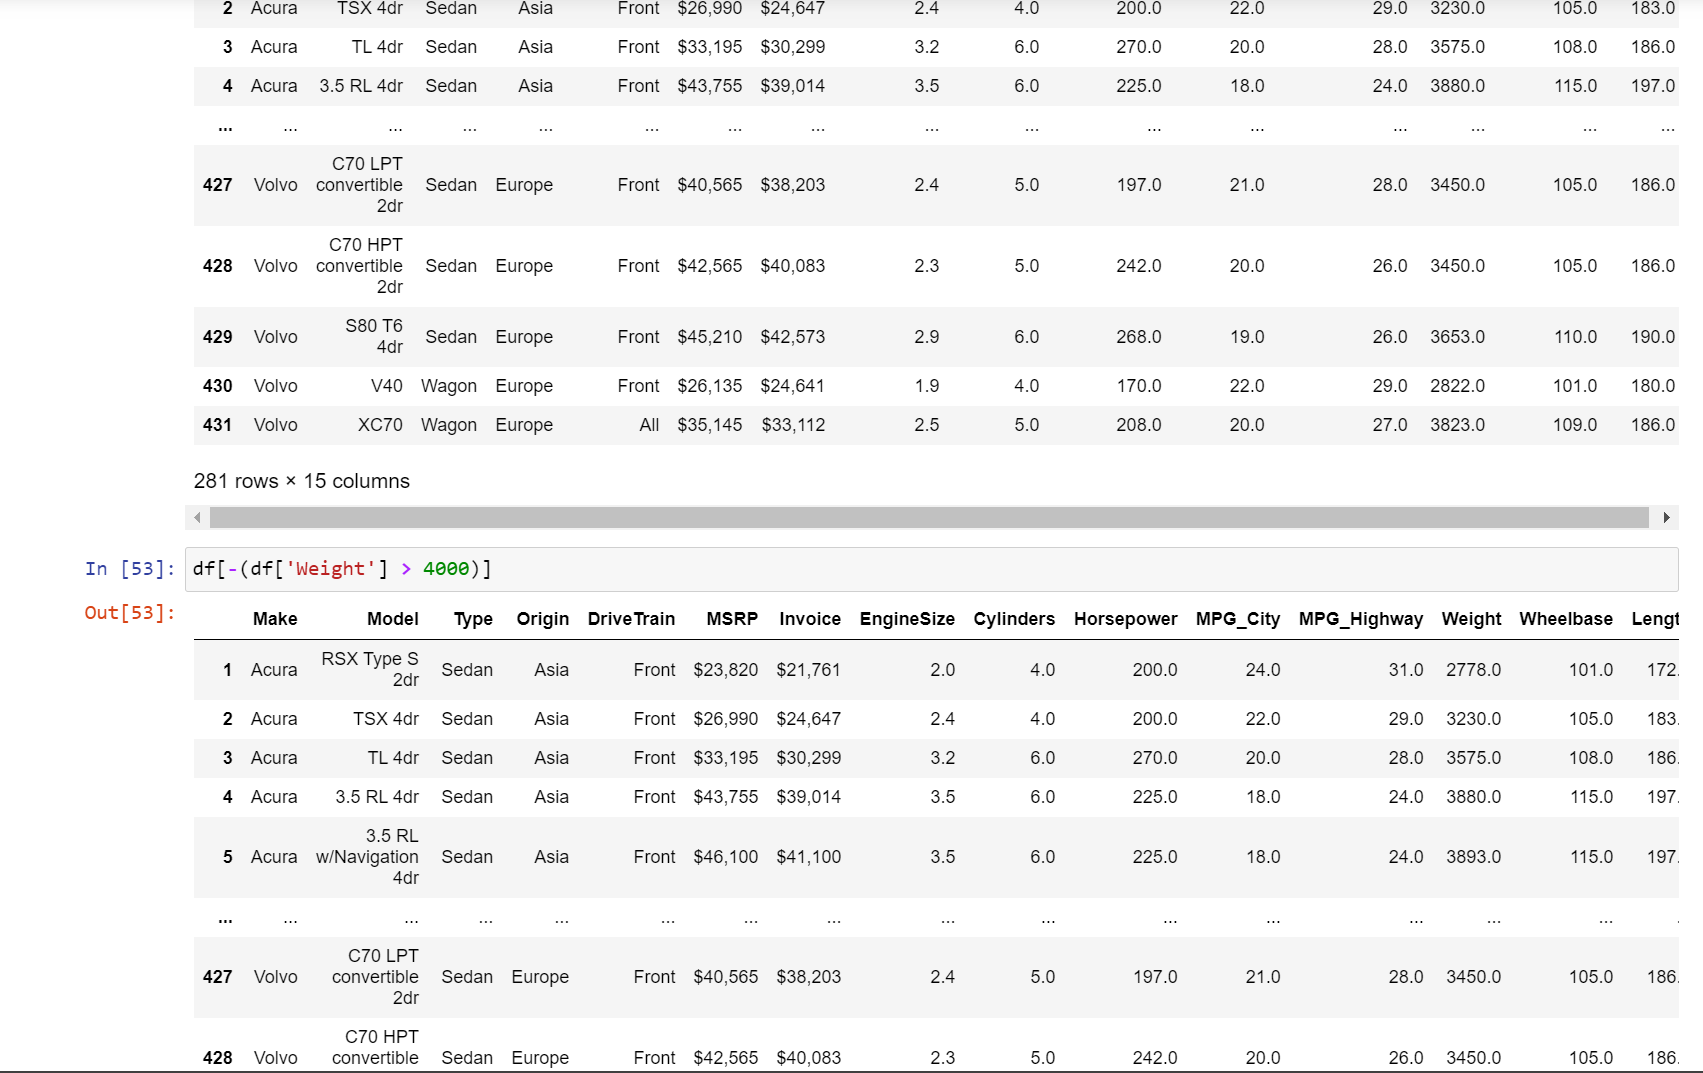 2 Acura TSX 4dr Sedan Asia Front $26,990 $24,647 2.4 4.0 200.0 22.0 29.0 3230.0 105.0 183.0
3 Acura TL 4dr Sedan Asia Front $33,195 $30,299 3.2 6.0 270.0 20.0 28.0 3575.0 108.0 186.0
4 Acura 3.5 RL 4dr Sedan Asia Front $43,755 $39,014 3.5 6.0 225.0 18.0 24.0 3880.0 115.0 197.0
... ... ... ... ... ... ... ... ... ... ... ... ... ... ... ...
C70 LPT
427 Volvo convertible Sedan Europe Front $40,565 $38,203 2.4 5.0 197.0 21.0 28.0 3450.0 105.0 186.0
2dr
C70 HPT
428 Volvo convertible Sedan Europe Front $42,565 $40,083 2.3 5.0 242.0 20.0 26.0 3450.0 105.0 186.0
2dr
S80 T6
429 Volvo 4dr Sedan Europe Front $45,210 $42,573 2.9 6.0 268.0 19.0 26.0 3653.0 110.0 190.0
430 Volvo V40 Wagon Europe Front $26,135 $24,641 1.9 4.0 170.0 22.0 29.0 2822.0 101.0 180.0
431 Volvo XC70 Wagon Europe All $35,145 $33,112 2.5 5.0 208.0 20.0 27.0 3823.0 109.0 186.0
281 rows × 15 columns
In [53]: df[-(df['Weight'] > 4000)]
Out[53]:
Make Model Type Origin DriveTrain MSRP Invoice EngineSize Cylinders Horsepower MPG_City MPG_Highway Weight Wheelbase Lengt
RSX Type S
1 Acura 2dr Sedan Asia Front $23,820 $21,761 2.0 4.0 200.0 24.0 31.0 2778.0 101.0 172.
2 Acura TSX 4dr Sedan Asia Front $26,990 $24,647 2.4 4.0 200.0 22.0 29.0 3230.0 105.0 183.
3 Acura TL 4dr Sedan Asia Front $33,195 $30,299 3.2 6.0 270.0 20.0 28.0 3575.0 108.0 186.
4 Acura 3.5 RL 4dr Sedan Asia Front $43,755 $39,014 3.5 6.0 225.0 18.0 24.0 3880.0 115.0 197.
3.5 RL
5 Acura w/Navigation Sedan Asia Front $46,100 $41,100 3.5 6.0 225.0 18.0 24.0 3893.0 115.0 197.
4dr
... ... ... ... ... ... ... ... ... ... ... ... ... ... ... .
C70 LPT
427 Volvo convertible Sedan Europe Front $40,565 $38,203 2.4 5.0 197.0 21.0 28.0 3450.0 105.0 186.
2dr
C70 HPT
428 Volvo convertible Sedan Europe Front $42,565 $40,083 2.3 5.0 242.0 20.0 26.0 3450.0 105.0 186.